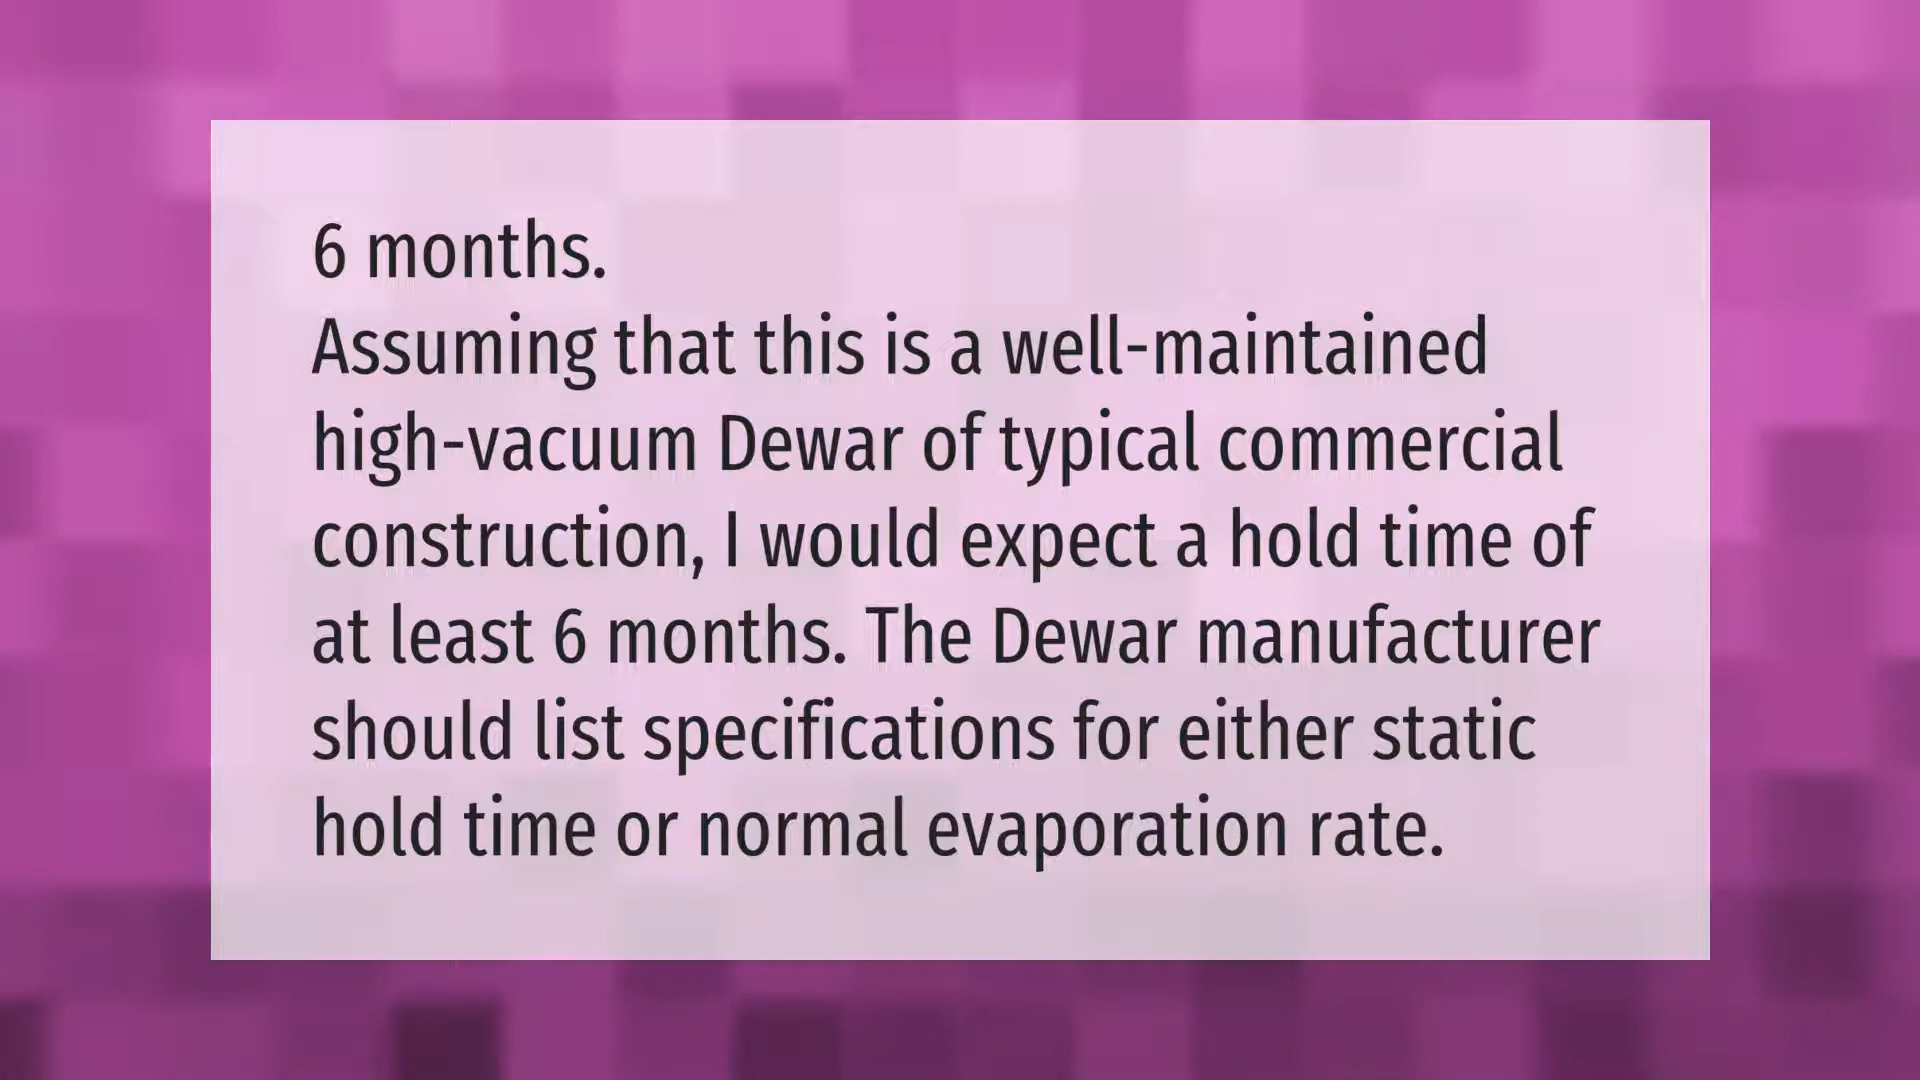 6 months.
Assuming that this is a well-maintained
high-vacuum Dewar of typical commercial
construction, I would expect a hold time of
at least 6 months. The Dewar manufacturer
should list specifications for either static
hold time or normal evaporation rate.